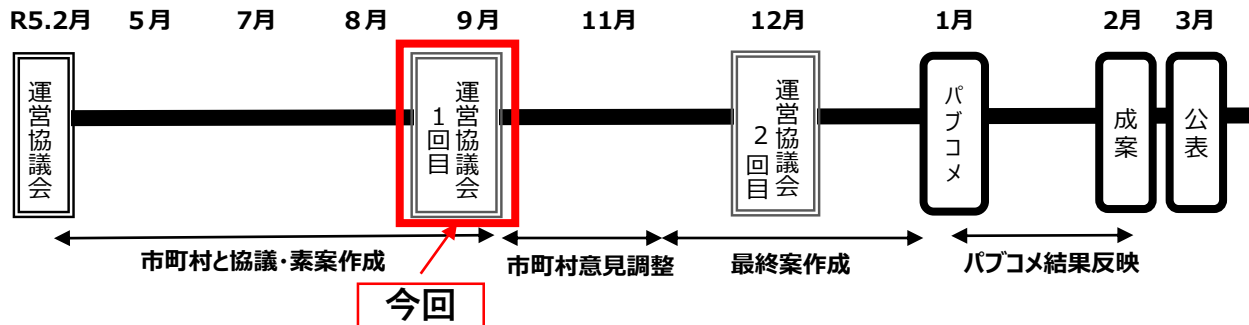 R5.2月 5月 7月 8月 9月 11月 12月 1月 2月 3月
運営協議会
運営協議会
1回目
運営協議会
2回目
パブコメ
成案
公表
市町村と協議・素案作成
市町村意見調整
最終案作成
パブコメ結果反映
今回